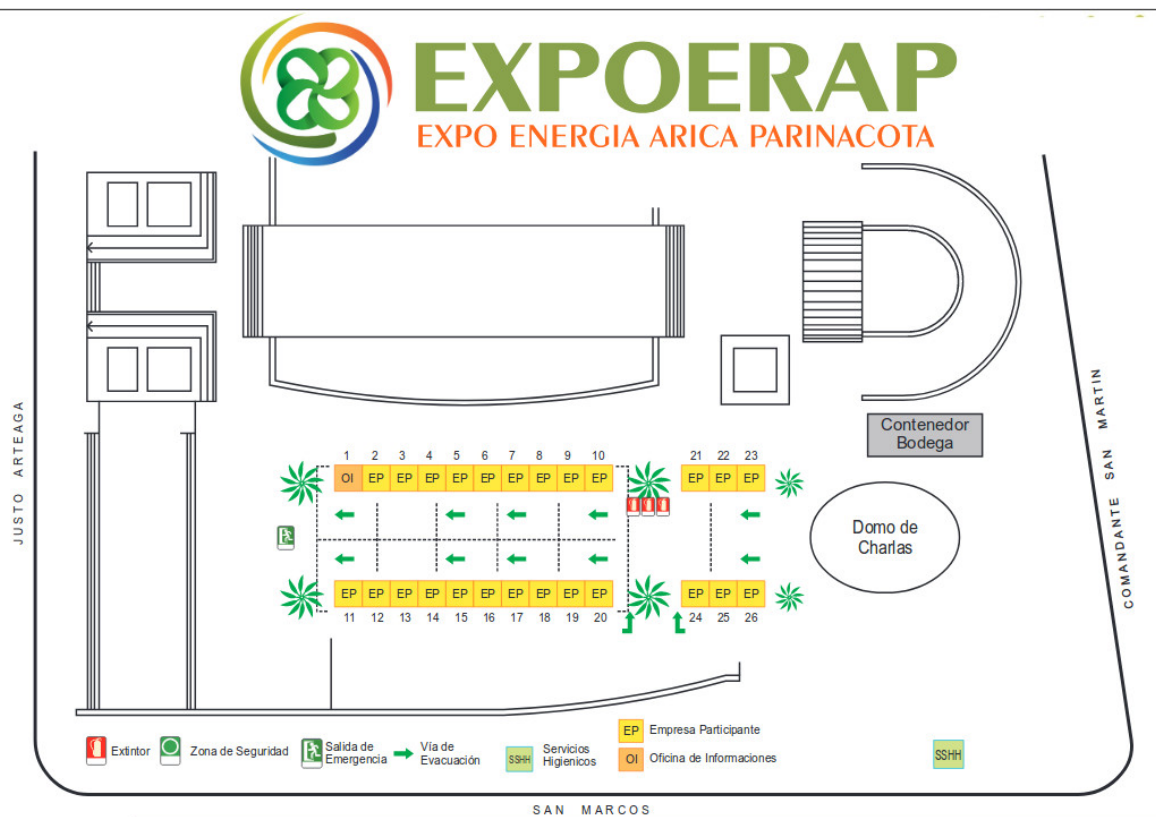 EXPOERAP
EXPO ENERGIA ARICA PARINACOTA
JUSTO ARTEAGA
COMANDANTE SAN MARTIN
Contenedor
Bodega
1 2 3 4 5 6 7 8 9 10 21 22 23
OI EP EP EP EP EP EP EP EP EP EP EP EP
Domo de
Charlas
EP EP EP EP EP EP EP EP EP EP EP EP EP
11 12 13 14 15 16 17 18 19 20 24 25 26
EP Empresa Participante
Extintor
Zona de Seguridad
Salida de
Emergencia
Vía de
Evacuación
SSHH Servicios
Higienicos
OI Oficina de Informaciones
SSHH
SAN MARCOS